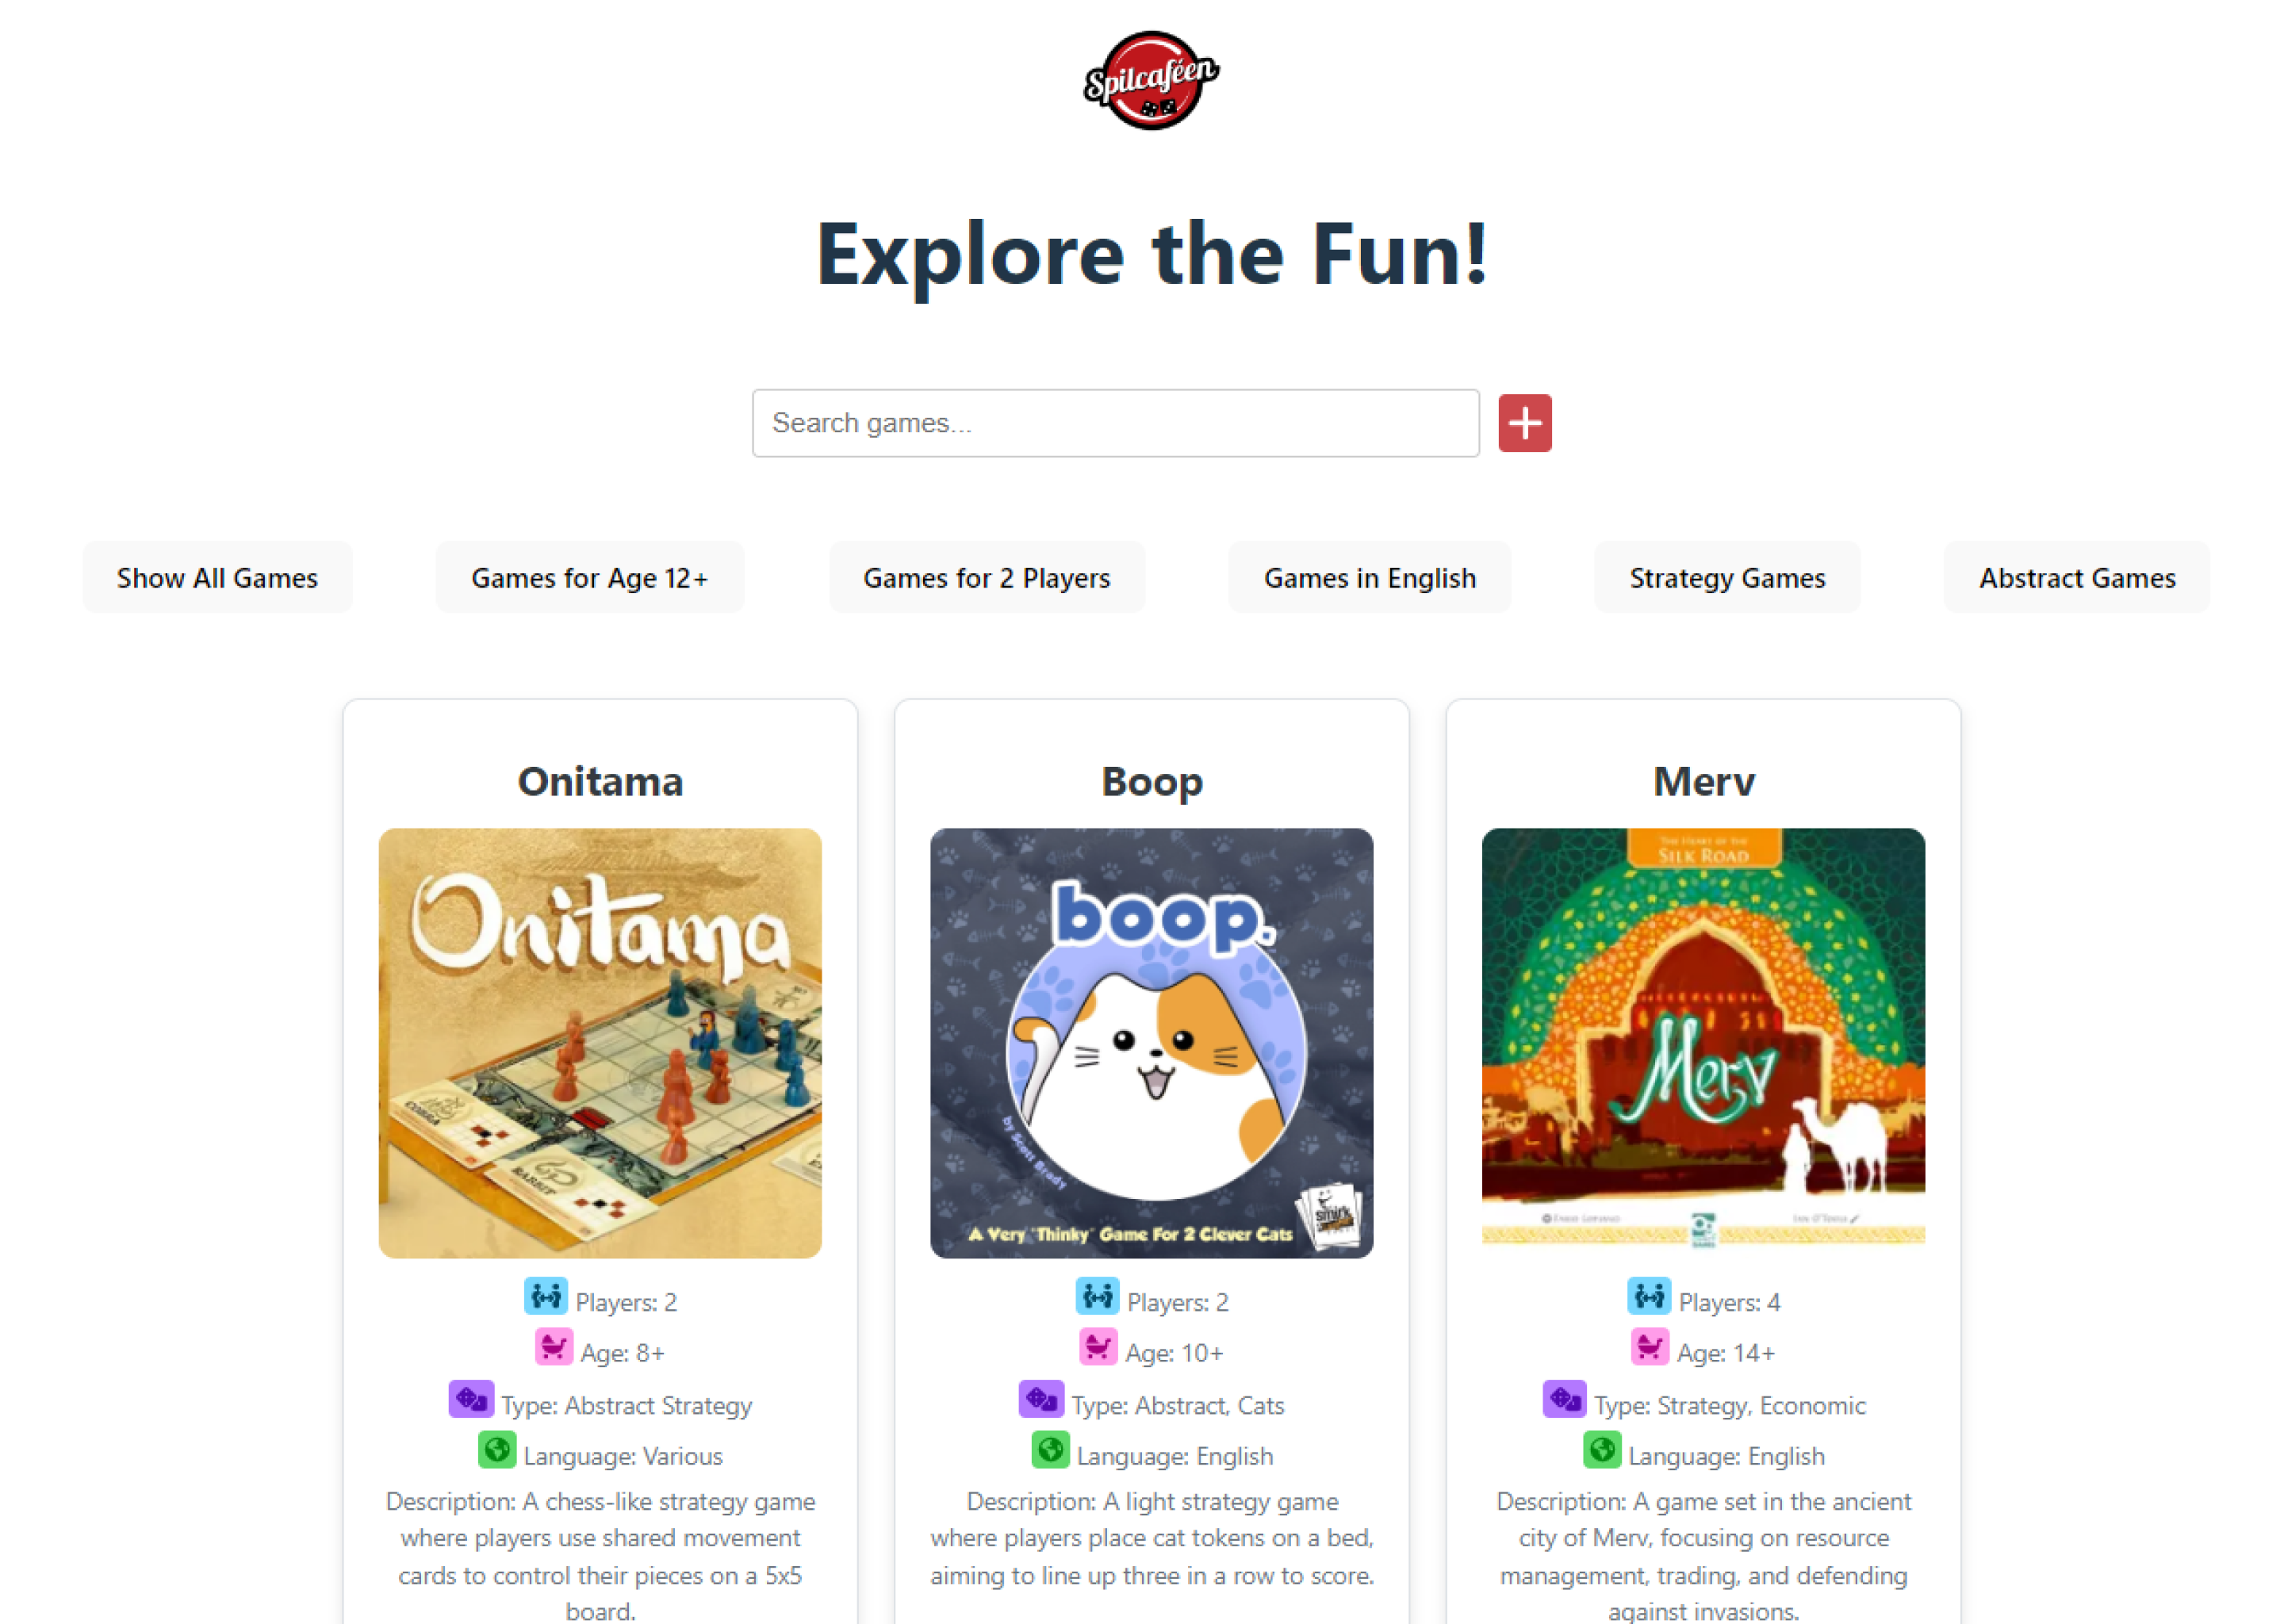 Spilcaféen
Explore the Fun!
Search games...
Show All Games
Games for Age 12+
Games for 2 Players
Games in English
Strategy Games
Abstract Games
Onitama
Onitama
COBRA
RABBIT
Players: 2
Age: 8+
Type: Abstract Strategy
Language: Various
Description: A chess-like strategy game
where players use shared movement
cards to control their pieces on a 5x5
board.
Boop
boop.
by Scott Brady
smirk
A Very "Thinky" Game For 2 Clever Cats
Players: 2
Age: 10+
Type: Abstract, Cats
Language: English
Description: A light strategy game
where players place cat tokens on a bed,
aiming to line up three in a row to score.
Merv
THE HEART OF THE
SILK ROAD
Merv
Players: 4
Age: 14+
Type: Strategy, Economic
Language: English
Description: A game set in the ancient
city of Merv, focusing on resource
management, trading, and defending
against invasions.